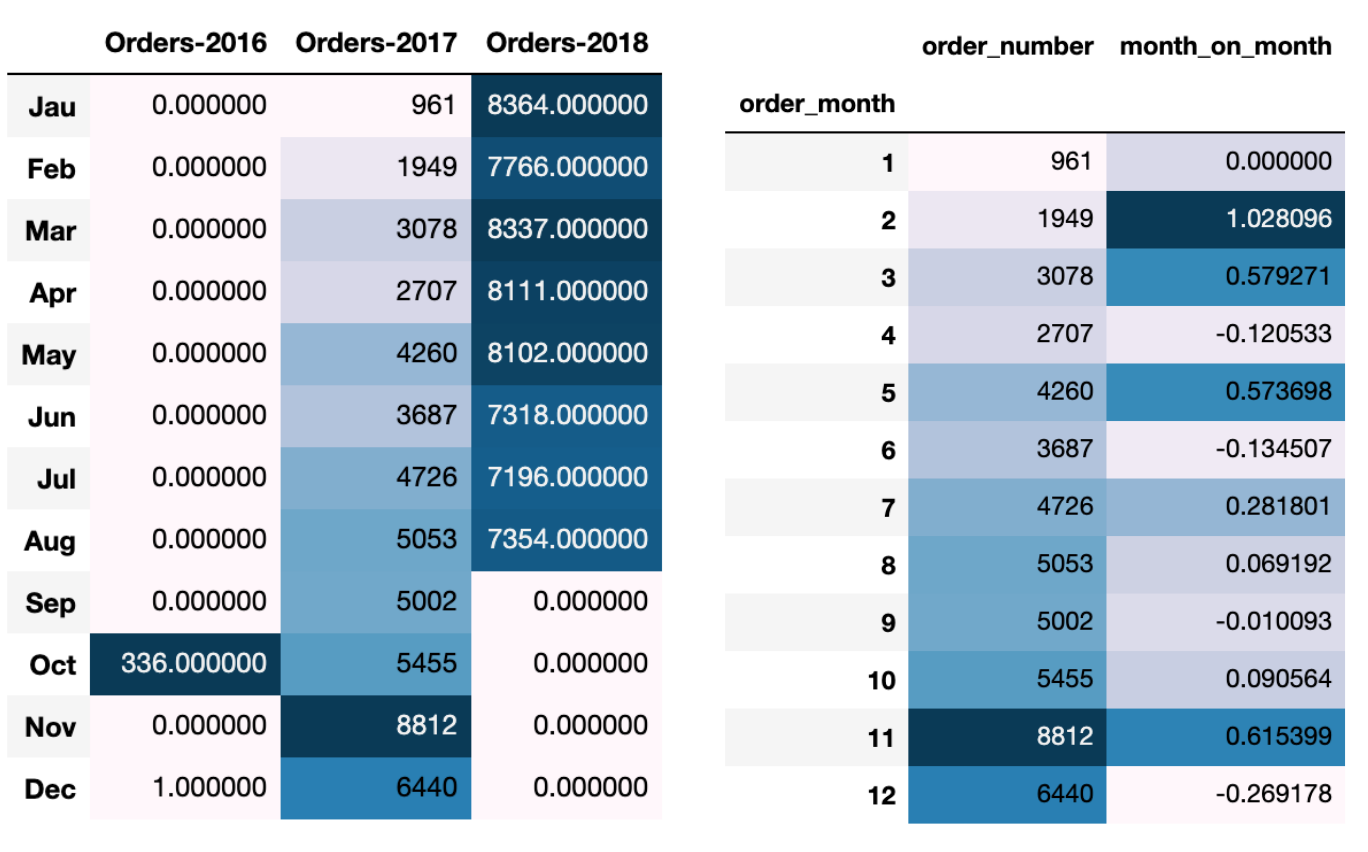 Orders-2016 Orders-2017 Orders-2018
Jau 0.000000 961 8364.000000
Feb 0.000000 1949 7766.000000
Mar 0.000000 3078 8337.000000
Apr 0.000000 2707 8111.000000
May 0.000000 4260 8102.000000
Jun 0.000000 3687 7318.000000
Jul 0.000000 4726 7196.000000
Aug 0.000000 5053 7354.000000
Sep 0.000000 5002 0.000000
Oct 336.000000 5455 0.000000
Nov 0.000000 8812 0.000000
Dec 1.000000 6440 0.000000
order_number month_on_month
order_month
1 961 0.000000
2 1949 1.028096
3 3078 0.579271
4 2707 -0.120533
5 4260 0.573698
6 3687 -0.134507
7 4726 0.281801
8 5053 0.069192
9 5002 -0.010093
10 5455 0.090564
11 8812 0.615399
12 6440 -0.269178